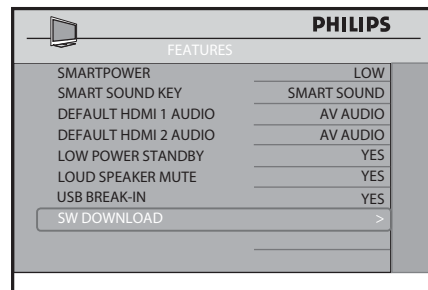 PHILIPS
FEATURES
SMARTPOWER LOW
SMART SOUND KEY SMART SOUND
DEFAULT HDMI 1 AUDIO AV AUDIO
DEFAULT HDMI 2 AUDIO AV AUDIO
LOW POWER STANDBY YES
LOUD SPEAKER MUTE YES
USB BREAK-IN YES
SW DOWNLOAD >